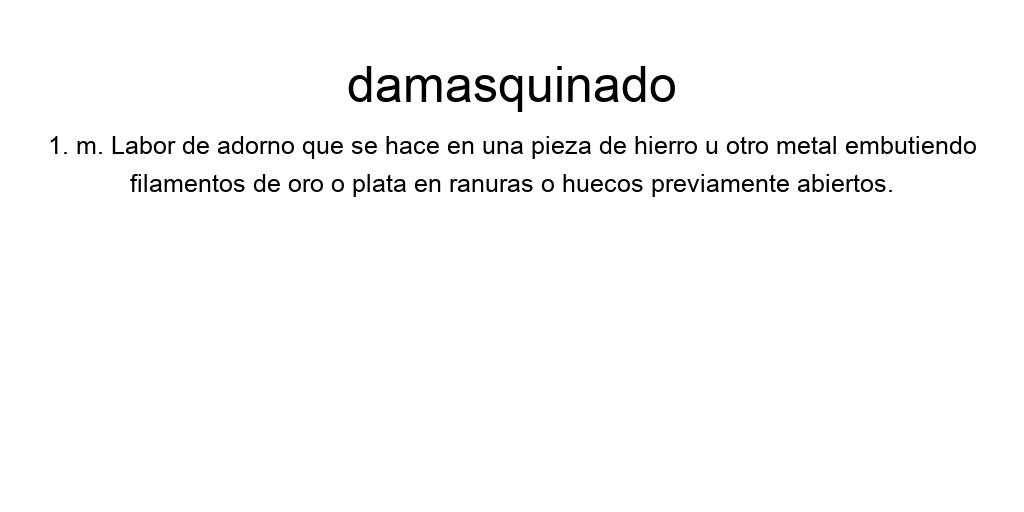 damasquinado
1. m. Labor de adorno que se hace en una pieza de hierro u otro metal embutiendo
filamentos de oro o plata en ranuras o huecos previamente abiertos.